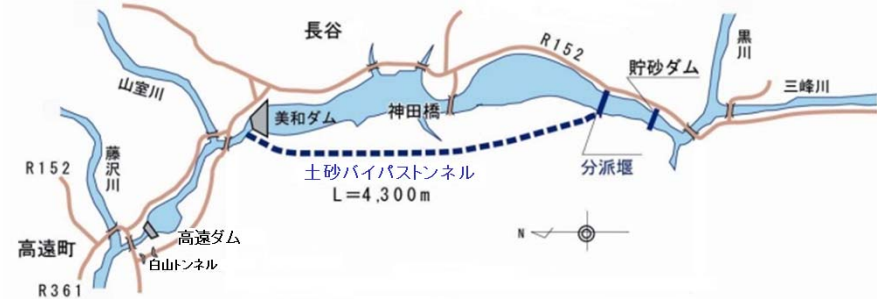 長谷
R152
黒川
貯砂ダム
三峰川
山室川
美和ダム
神田橋
分派堰
土砂バイパストンネル
L=4,300m
藤沢川
R152
N
高遠町
高遠ダム
白山トンネル
R361